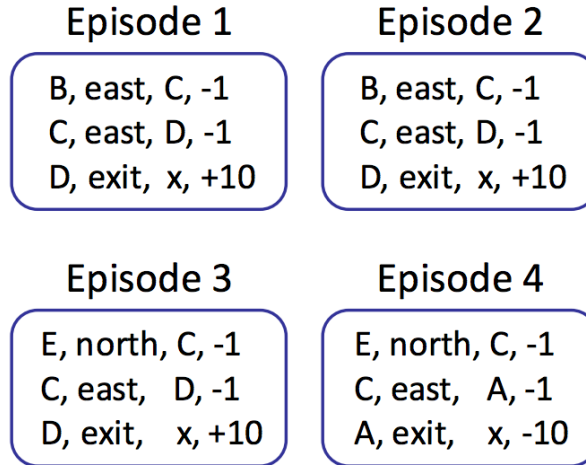 Episode 1
B, east, C, -1
C, east, D, -1
D, exit, x, +10
Episode 2
B, east, C, -1
C, east, D, -1
D, exit, x, +10
Episode 3
E, north, C, -1
C, east, D, -1
D, exit, x, +10
Episode 4
E, north, C, -1
C, east, A, -1
A, exit, x, -10